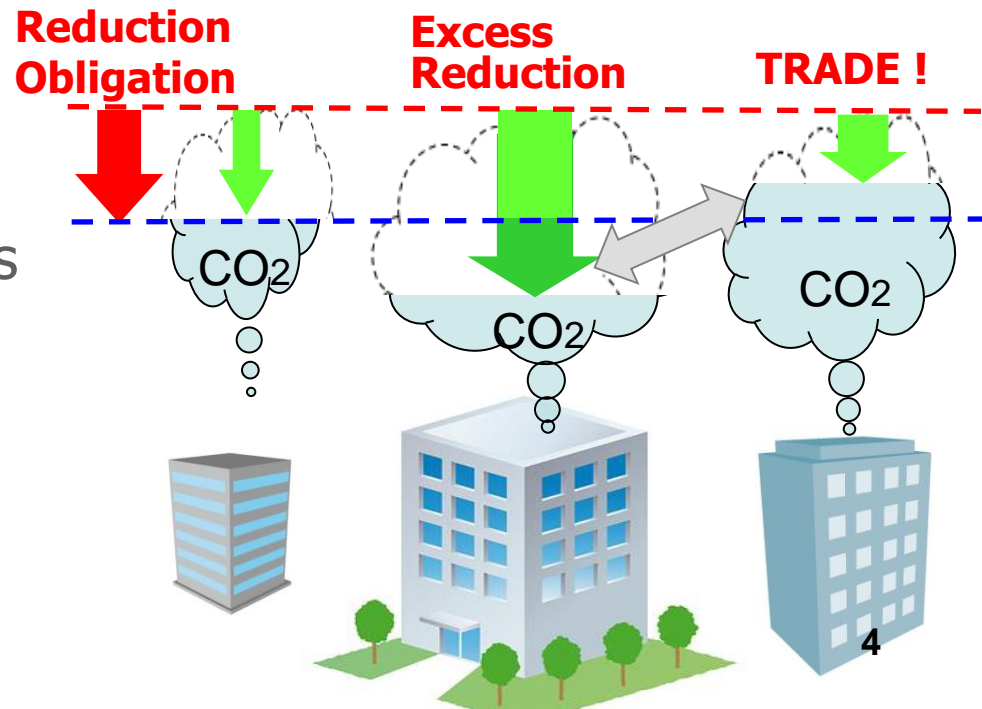 Reduction
Obligation
Excess
Reduction
TRADE !
s
CO2
CO2
CO2
4